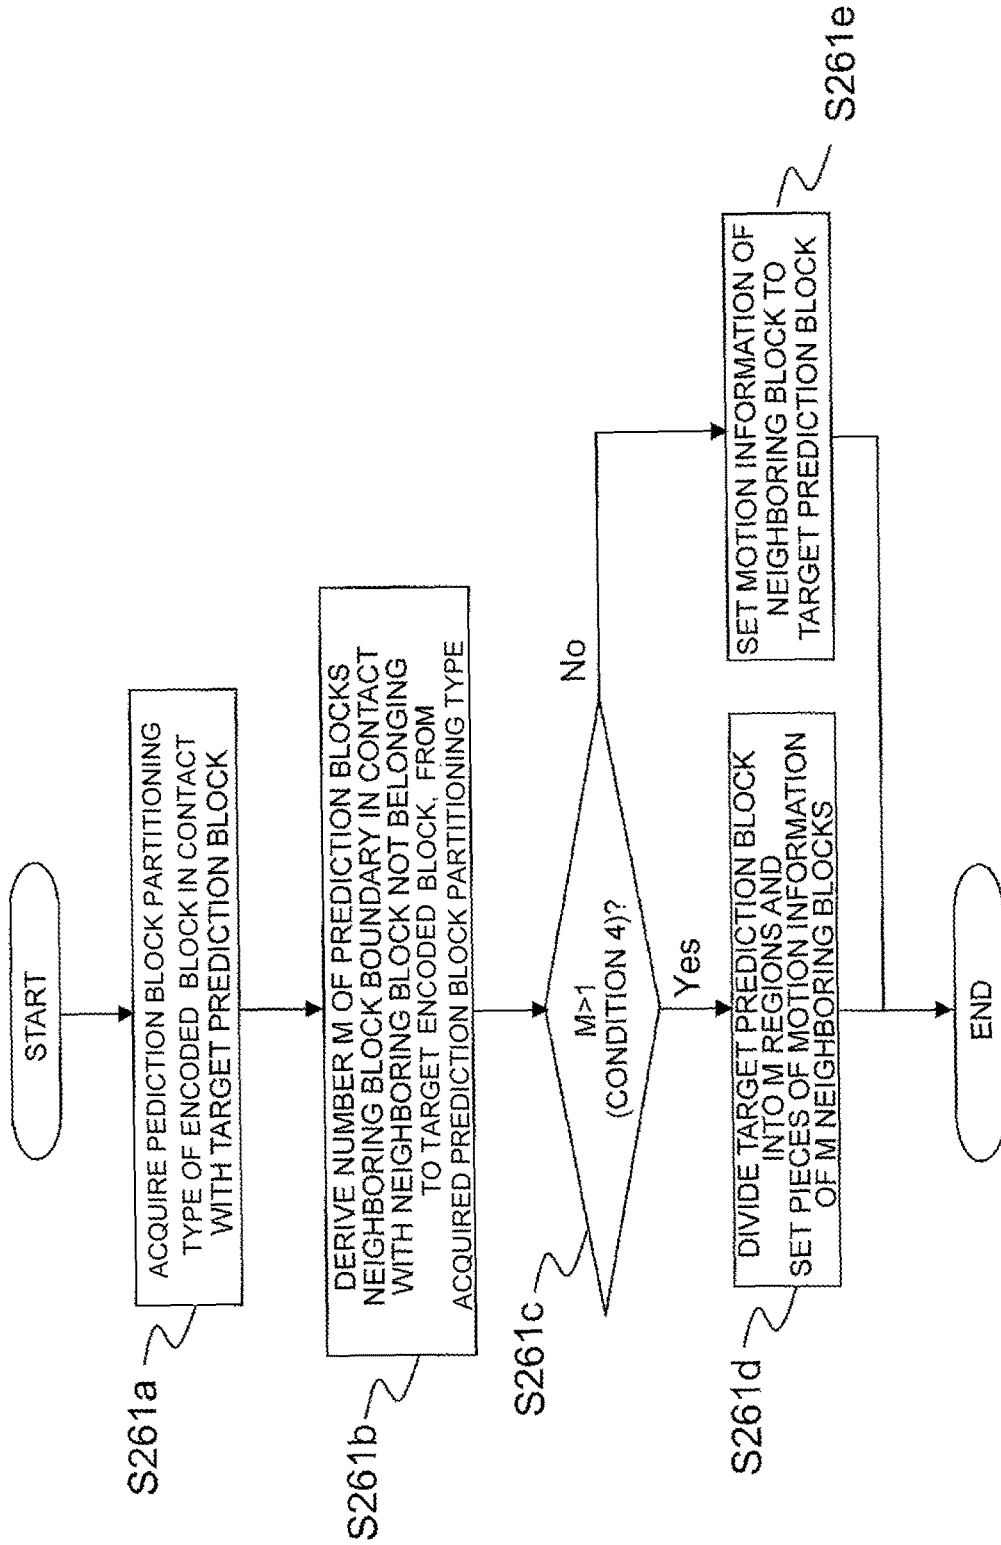 START
ACQUIRE PEDICTION BLOCK PARTITIONING
TYPE OF ENCODED BLOCK IN CONTACT
WITH TARGET PREDICTION BLOCK
S261a
DERIVE NUMBER M OF PREDICTION BLOCKS
NEIGHBORING BLOCK BOUNDARY IN CONTACT
WITH NEIGHBORING BLOCK NOT BELONGING
TO TARGET ENCODED BLOCK, FROM
ACQUIRED PREDICTION BLOCK PARTITIONING TYPE
S261b
M>1
(CONDITION 4)?
S261c
Yes
No
DIVIDE TARGET PREDICTION BLOCK
INTO M REGIONS AND
SET PIECES OF MOTION INFORMATION
OF M NEIGHBORING BLOCKS
S261d
SET MOTION INFORMATION OF
NEIGHBORING BLOCK TO
TARGET PREDICTION BLOCK
S261e
END